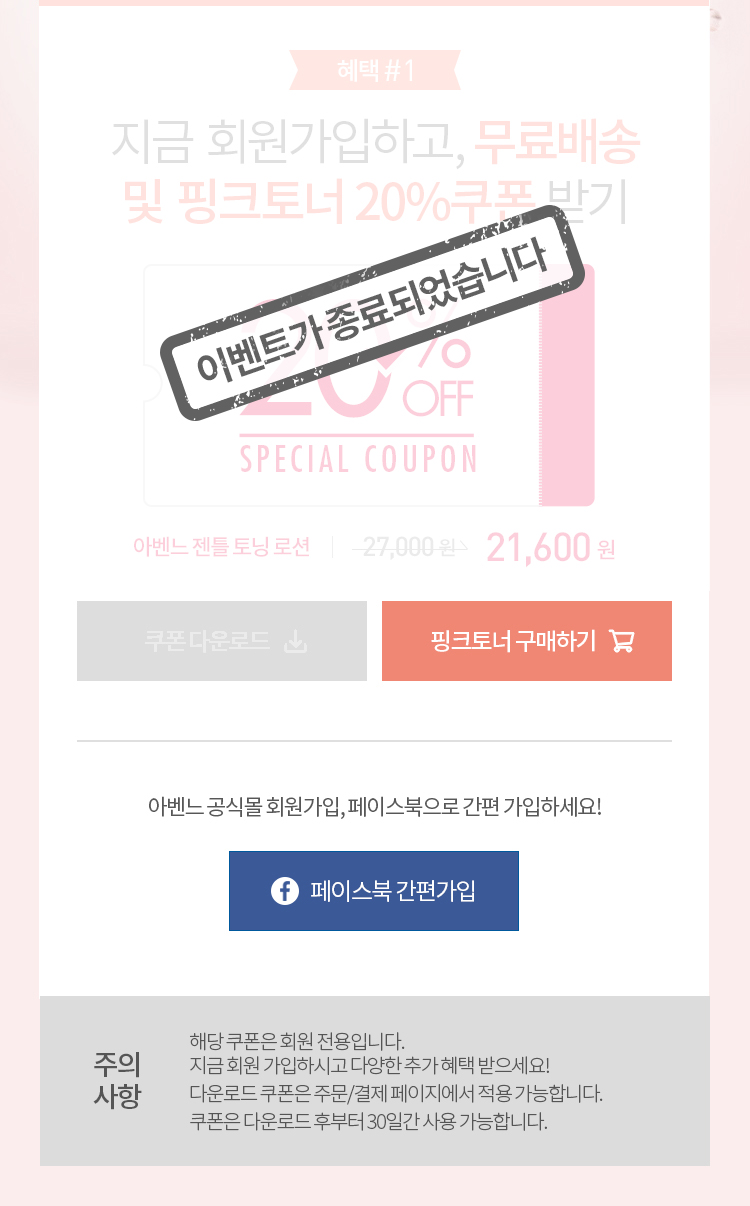 혜택 #1
지금 회원가입하고, 무료배송
및 핑크토너 20%쿠폰 받기
이벤트가 종료되었습니다
20%
OFF
SPECIAL COUPON
아벤느 젠틀 토닝 로션 27,000 원 21,600 원
쿠폰 다운로드
핑크토너 구매하기
아벤느 공식몰 회원가입, 페이스북으로 간편 가입하세요!
페이스북 간편가입
주의
사항
해당 쿠폰은 회원 전용입니다.
지금 회원 가입하시고 다양한 추가 혜택 받으세요!
다운로드 쿠폰은 주문/결제 페이지에서 적용 가능합니다.
쿠폰은 다운로드 후부터 30일간 사용 가능합니다.